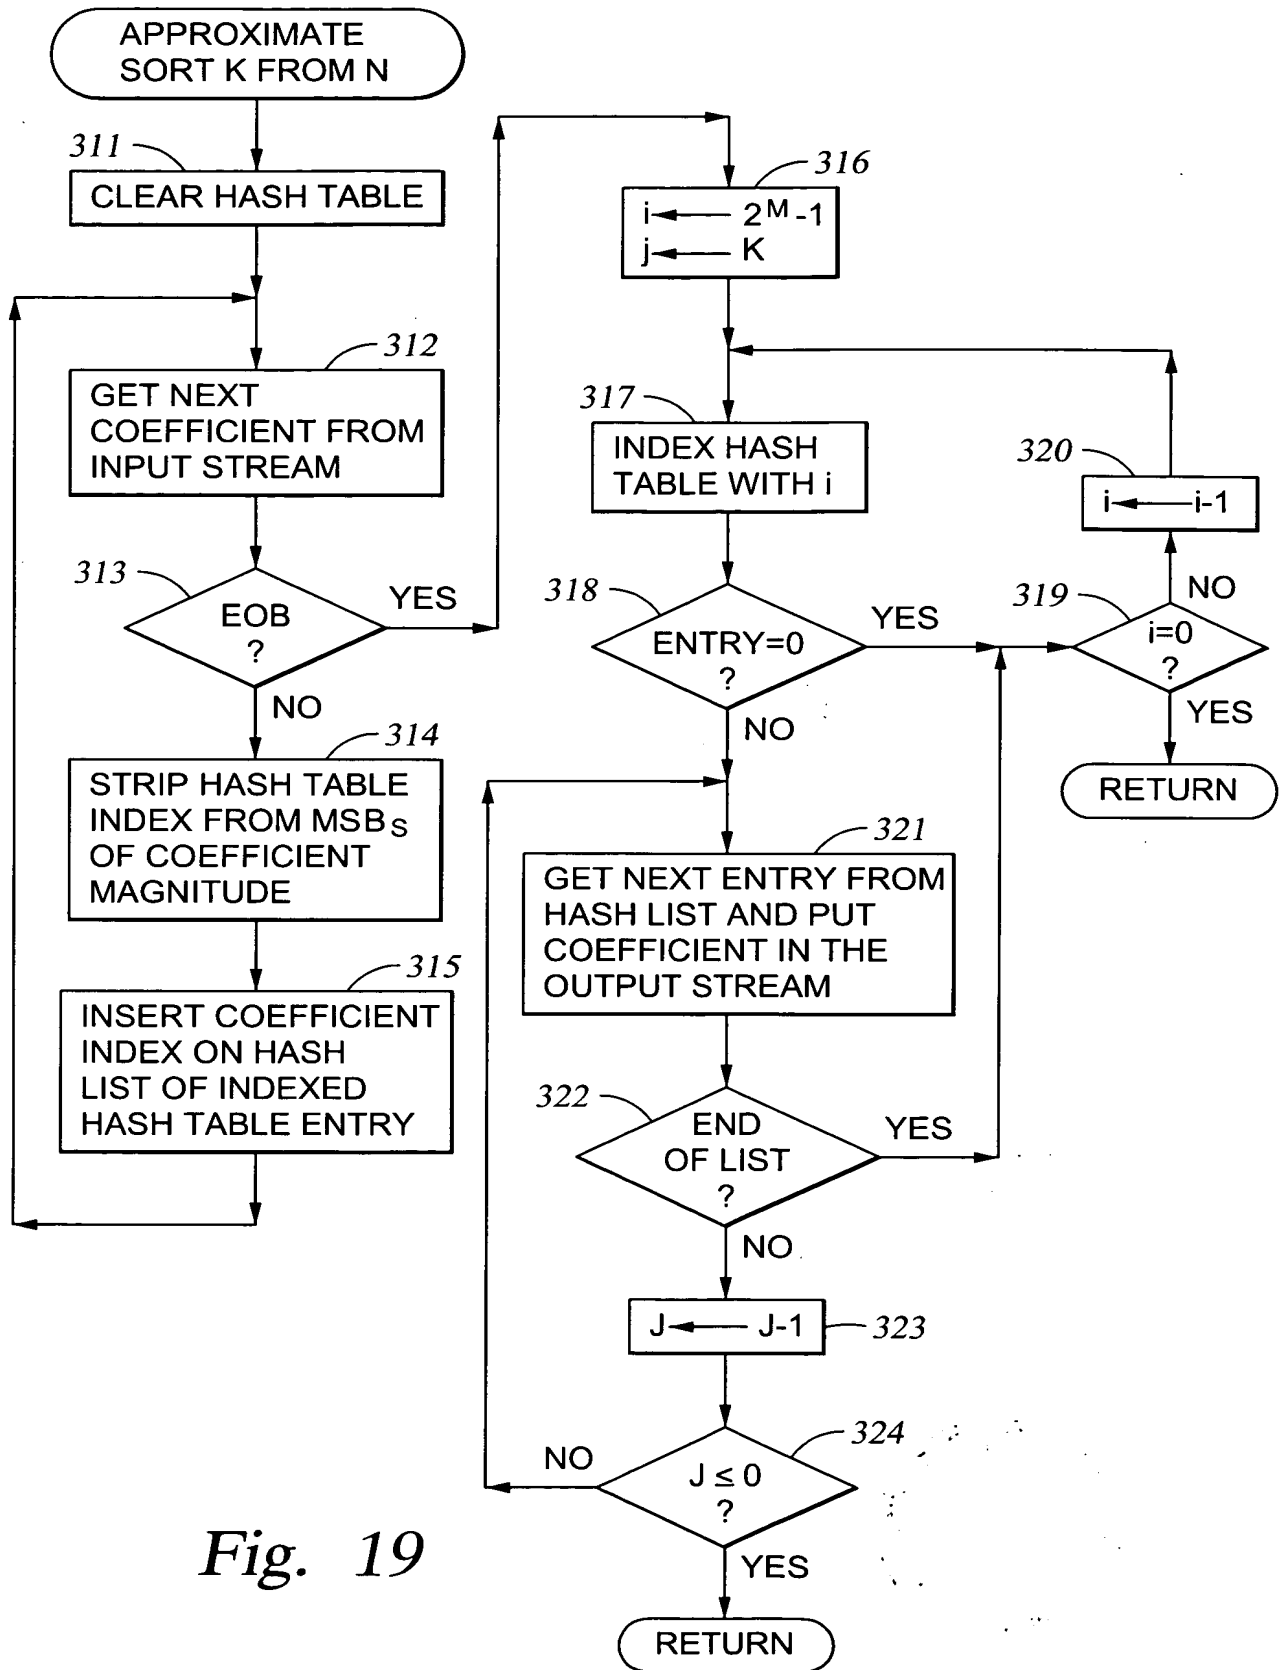 APPROXIMATE
SORT K FROM N
311
CLEAR HASH TABLE
312
GET NEXT
COEFFICIENT FROM
INPUT STREAM
313
EOB
?
YES
NO
314
STRIP HASH TABLE
INDEX FROM MSBS
OF COEFFICIENT
MAGNITUDE
315
INSERT COEFFICIENT
INDEX ON HASH
LIST OF INDEXED
HASH TABLE ENTRY
316
i ← 2^M-1
j ← K
317
INDEX HASH
TABLE WITH i
318
ENTRY=0
?
YES
NO
319
i=0
?
NO
YES
320
i ← i-1
RETURN
321
GET NEXT ENTRY FROM
HASH LIST AND PUT
COEFFICIENT IN THE
OUTPUT STREAM
322
END
OF LIST
?
YES
NO
J ← J-1
323
324
J ≤ 0
?
NO
YES
RETURN
Fig. 19